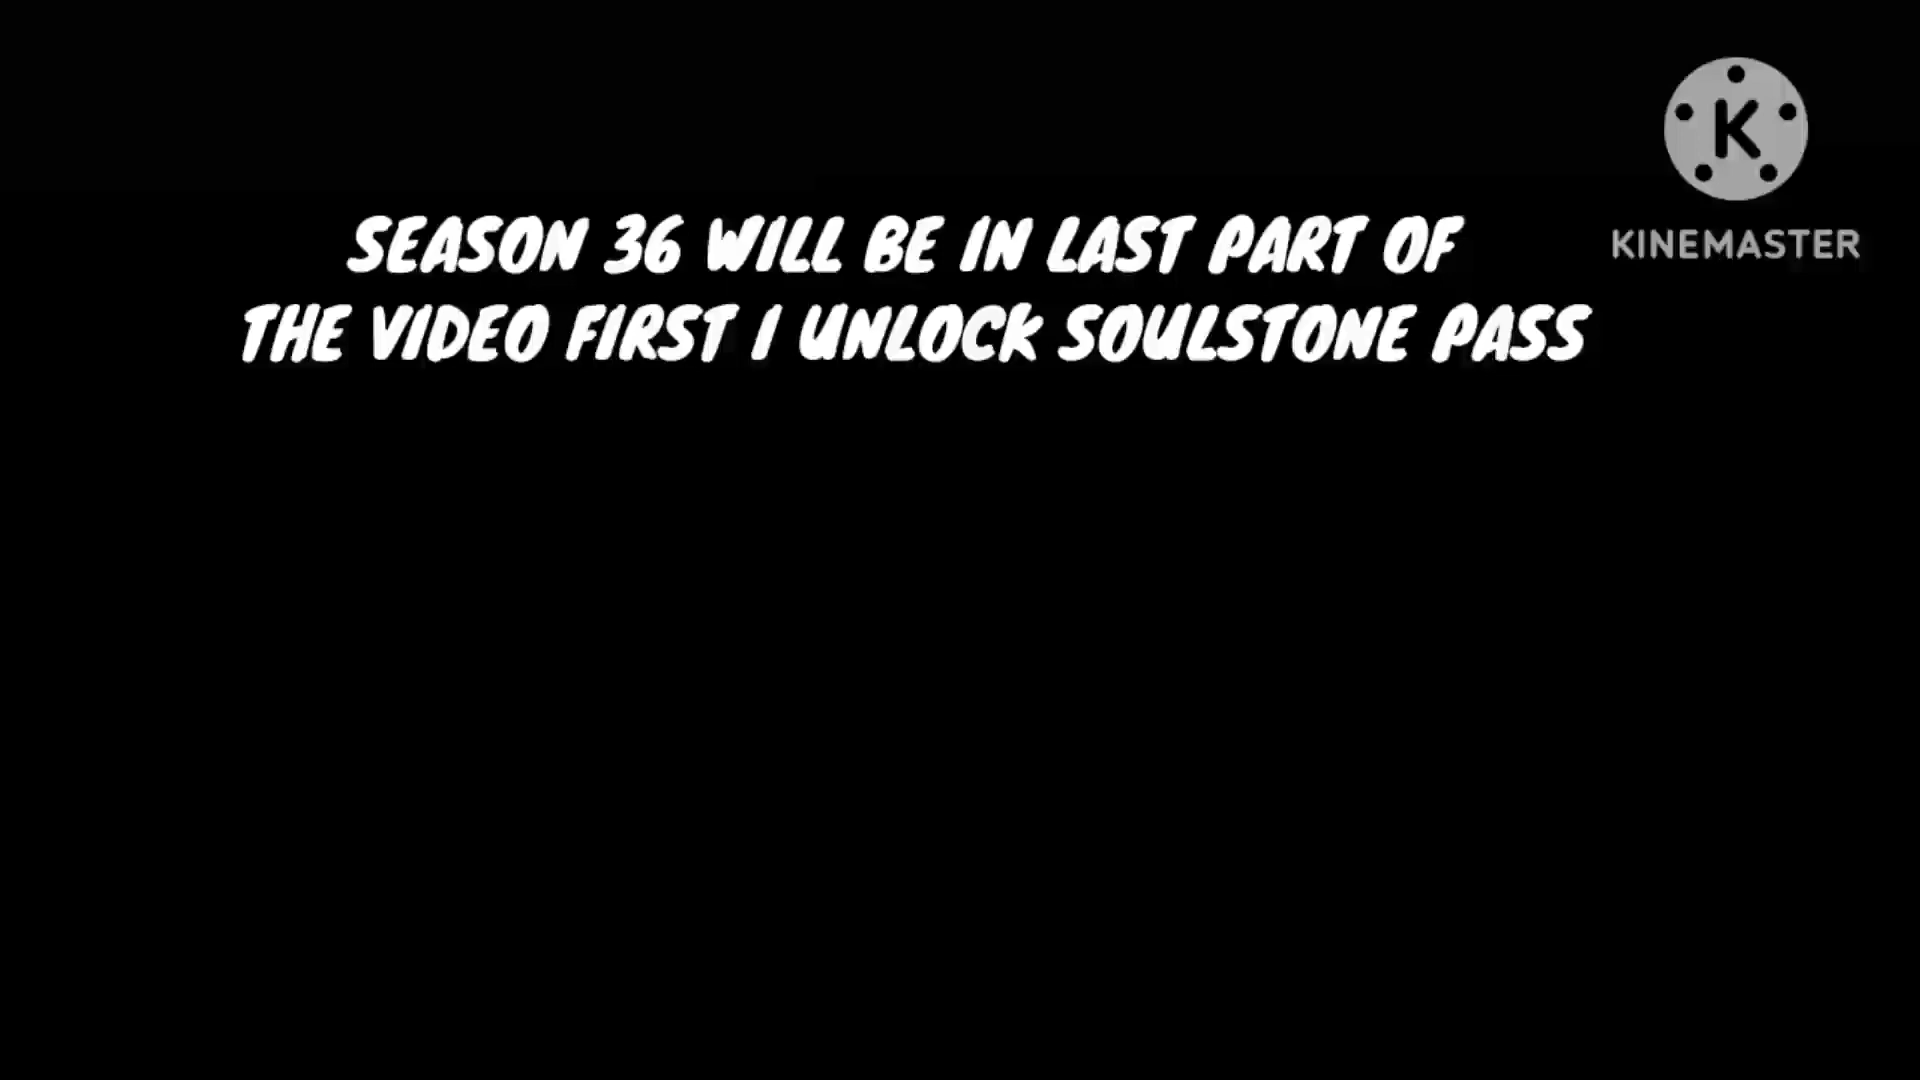 K
KINEMASTER
SEASON 36 WILL BE IN LAST PART OF
THE VIDEO FIRST I UNLOCK SOULSTONE PASS